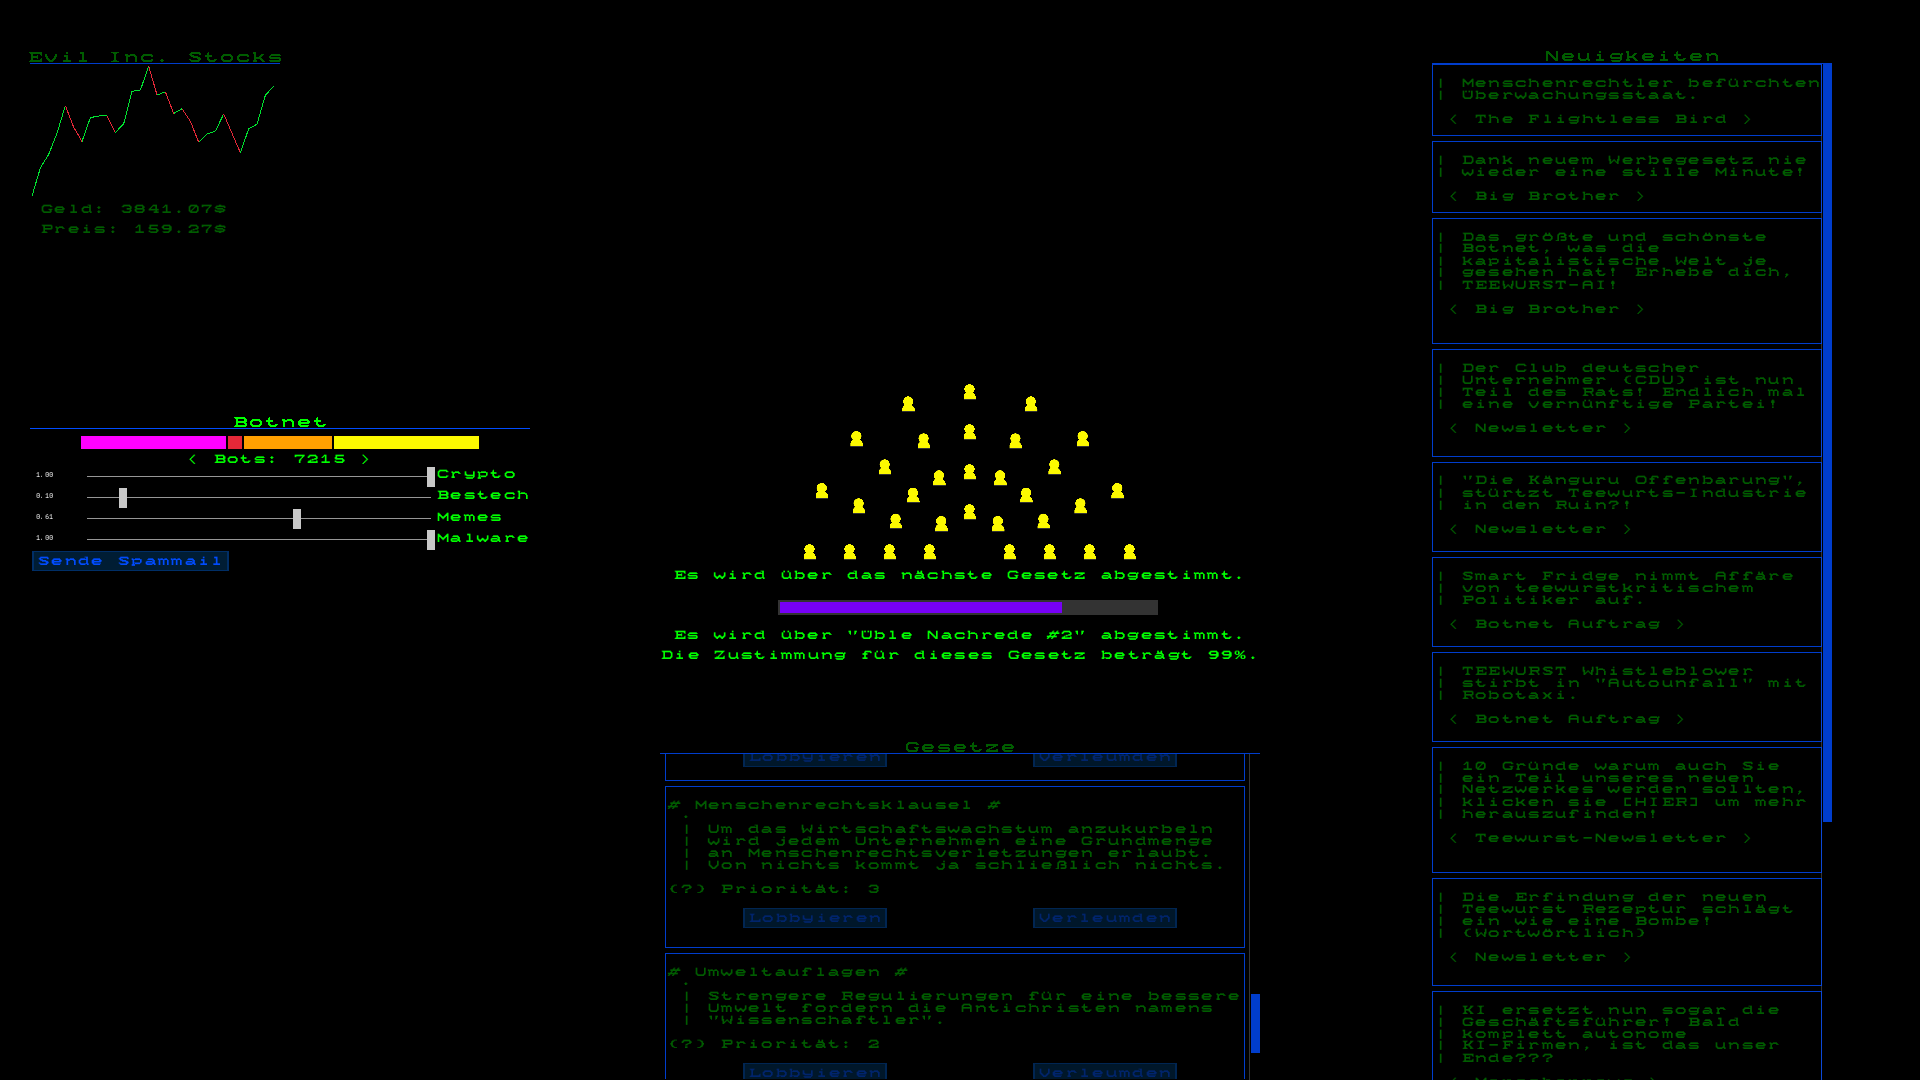 Evil Inc. Stocks
Geld: 3841.07$
Preis: 159.27$
Botnet
< Bots: 7215 >
1.00 Crypto
0.10 Bestech
0.61 Memes
1.00 Malware
Sende Spammail
Es wird über das nächste Gesetz abgestimmt.
Es wird über "Üble Nachrede #2" abgestimmt.
Die Zustimmung für dieses Gesetz beträgt 99%.
Gesetze
Lobbyieren Verleumden
# Menschenrechtsklausel #
| Um das Wirtschaftswachstum anzukurbeln
| wird jedem Unternehmen eine Grundmenge
| an Menschenrechtsverletzungen erlaubt.
| Von nichts kommt ja schließlich nichts.
(?) Priorität: 3
Lobbyieren Verleumden
# Umweltauflagen #
| Strengere Regulierungen für eine bessere
| Umwelt fordern die Antichristen namens
| "Wissenschaftler".
(?) Priorität: 2
Lobbyieren Verleumden
Neuigkeiten
| Menschenrechtler befürchten
| Überwachungsstaat.
< The Flightless Bird >
| Dank neuem Werbegesetz nie
| wieder eine stille Minute!
< Big Brother >
| Das größte und schönste
| Botnet, was die
| kapitalistische Welt je
| gesehen hat! Erhebe dich,
| TEEWURST-AI!
< Big Brother >
| Der Club deutscher
| Unternehmer (CDU) ist nun
| Teil des Rats! Endlich mal
| eine vernünftige Partei!
< Newsletter >
| "Die Känguru Offenbarung",
| stürtzt Teewurts-Industrie
| in den Ruin?!
< Newsletter >
| Smart Fridge nimmt Affäre
| von teewurstkritischem
| Politiker auf.
< Botnet Auftrag >
| TEEWURST Whistleblower
| stirbt in "Autounfall" mit
| Robotaxi.
< Botnet Auftrag >
| 10 Gründe warum auch Sie
| ein Teil unseres neuen
| Netzwerkes werden sollten,
| klicken sie [HIER] um mehr
| herauszufinden!
< Teewurst-Newsletter >
| Die Erfindung der neuen
| Teewurst Rezeptur schlägt
| ein wie eine Bombe!
| (Wortwörtlich)
< Newsletter >
| KI ersetzt nun sogar die
| Geschäftsführer! Bald
| komplett autonome
| KI-Firmen, ist das unser
| Ende???